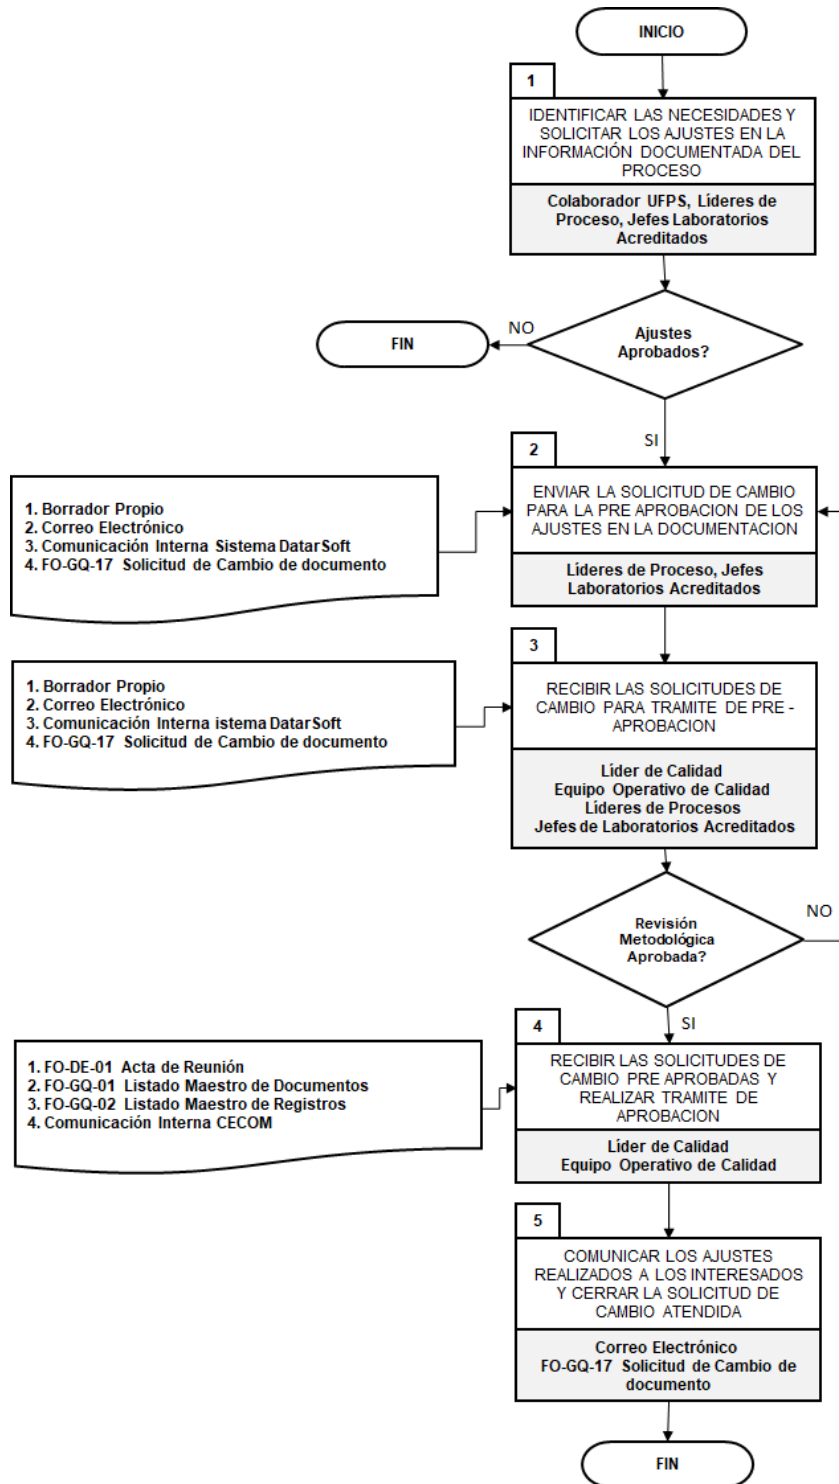 INICIO
1
IDENTIFICAR LAS NECESIDADES Y
SOLICITAR LOS AJUSTES EN LA
INFORMACIÓN DOCUMENTADA DEL
PROCESO
Colaborador UFPS, Líderes de
Proceso, Jefes Laboratorios
Acreditados
Ajustes
Aprobados?
NO
FIN
SI
2
ENVIAR LA SOLICITUD DE CAMBIO
PARA LA PRE APROBACION DE LOS
AJUSTES EN LA DOCUMENTACION
Líderes de Proceso, Jefes
Laboratorios Acreditados
1. Borrador Propio
2. Correo Electrónico
3. Comunicación Interna Sistema DatarSoft
4. FO-GQ-17 Solicitud de Cambio de documento
3
RECIBIR LAS SOLICITUDES DE
CAMBIO PARA TRAMITE DE PRE -
APROBACION
Líder de Calidad
Equipo Operativo de Calidad
Líderes de Procesos
Jefes de Laboratorios Acreditados
1. Borrador Propio
2. Correo Electrónico
3. Comunicación Interna istema DatarSoft
4. FO-GQ-17 Solicitud de Cambio de documento
Revisión
Metodológica
Aprobada?
NO
SI
4
RECIBIR LAS SOLICITUDES DE
CAMBIO PRE APROBADAS Y
REALIZAR TRAMITE DE
APROBACION
Líder de Calidad
Equipo Operativo de Calidad
1. FO-DE-01 Acta de Reunión
2. FO-GQ-01 Listado Maestro de Documentos
3. FO-GQ-02 Listado Maestro de Registros
4. Comunicación Interna CECOM
5
COMUNICAR LOS AJUSTES
REALIZADOS A LOS INTERESADOS
Y CERRAR LA SOLICITUD DE
CAMBIO ATENDIDA
Correo Electrónico
FO-GQ-17 Solicitud de Cambio de
documento
FIN